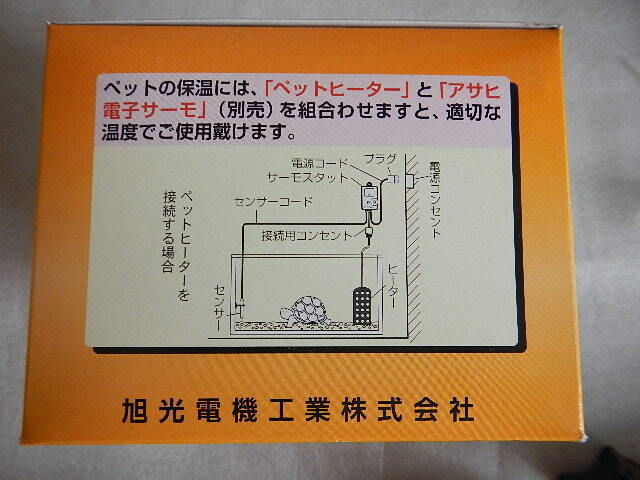 ペットの保温には、「ペットヒーター」と「アサヒ
電子サーモ」（別売）を組合わせますと、適切な
温度でご使用戴けます。
電源コード
プラグ
サーモスタット
電源コンセント
センサーコード
接続用コンセント
ペットヒーターを
接続する場合
センサー
ヒーター
旭光電機工業株式会社